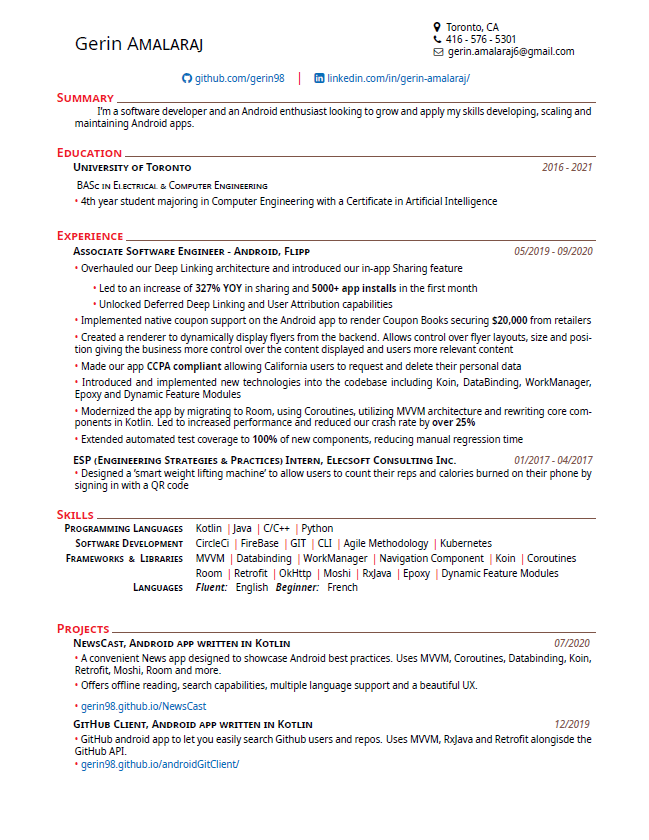 Gerin AMALARAJ
Toronto, CA
416 - 576 - 5301
gerin.amalaraj6@gmail.com
github.com/gerin98 | linkedin.com/in/gerin-amalaraj/
SUMMARY
I'm a software developer and an Android enthusiast looking to grow and apply my skills developing, scaling and
maintaining Android apps.
EDUCATION
UNIVERSITY OF TORONTO 2016 - 2021
BASc IN ELECTRICAL & COMPUTER ENGINEERING
• 4th year student majoring in Computer Engineering with a Certificate in Artificial Intelligence
EXPERIENCE
ASSOCIATE SOFTWARE ENGINEER - ANDROID, FLIPP 05/2019 - 09/2020
• Overhauled our Deep Linking architecture and introduced our in-app Sharing feature
• Led to an increase of 327% YOY in sharing and 5000+ app installs in the first month
• Unlocked Deferred Deep Linking and User Attribution capabilities
• Implemented native coupon support on the Android app to render Coupon Books securing $20,000 from retailers
• Created a renderer to dynamically display flyers from the backend. Allows control over flyer layouts, size and posi-
tion giving the business more control over the content displayed and users more relevant content
• Made our app CCPA compliant allowing California users to request and delete their personal data
• Introduced and implemented new technologies into the codebase including Koin, DataBinding, WorkManager,
Epoxy and Dynamic Feature Modules
• Modernized the app by migrating to Room, using Coroutines, utilizing MVVM architecture and rewriting core com-
ponents in Kotlin. Led to increased performance and reduced our crash rate by over 25%
• Extended automated test coverage to 100% of new components, reducing manual regression time
ESP (ENGINEERING STRATEGIES & PRACTICES) INTERN, ELECSOFT CONSULTING INC. 01/2017 - 04/2017
• Designed a 'smart weight lifting machine' to allow users to count their reps and calories burned on their phone by
signing in with a QR code
SKILLS
PROGRAMMING LANGUAGES Kotlin | Java | C/C++ | Python
SOFTWARE DEVELOPMENT CircleCi | FireBase | GIT | CLI | Agile Methodology | Kubernetes
FRAMEWORKS & LIBRARIES MVVM | Databinding | WorkManager | Navigation Component | Koin | Coroutines
Room | Retrofit | OkHttp | Moshi | RxJava | Epoxy | Dynamic Feature Modules
LANGUAGES Fluent: English Beginner: French
PROJECTS
NEWSCAST, ANDROID APP WRITTEN IN KOTLIN 07/2020
• A convenient News app designed to showcase Android best practices. Uses MVVM, Coroutines, Databinding, Koin,
Retrofit, Moshi, Room and more.
• Offers offline reading, search capabilities, multiple language support and a beautiful UX.
• gerin98.github.io/NewsCast
GITHUB CLIENT, ANDROID APP WRITTEN IN KOTLIN 12/2019
• GitHub android app to let you easily search Github users and repos. Uses MVVM, RxJava and Retrofit alongisde the
GitHub API.
• gerin98.github.io/androidGitClient/